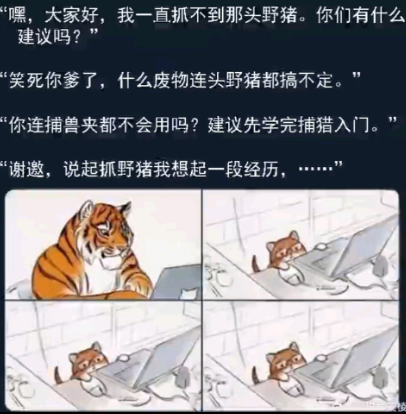 “嘿，大家好，我一直抓不到那头野猪。你们有什么
建议吗？”
“笑死你爹了，什么废物连头野猪都搞不定。”
“你连捕兽夹都不会用吗？建议先学完捕猎入门。”
“谢邀，说起抓野猪我想起一段经历，……”